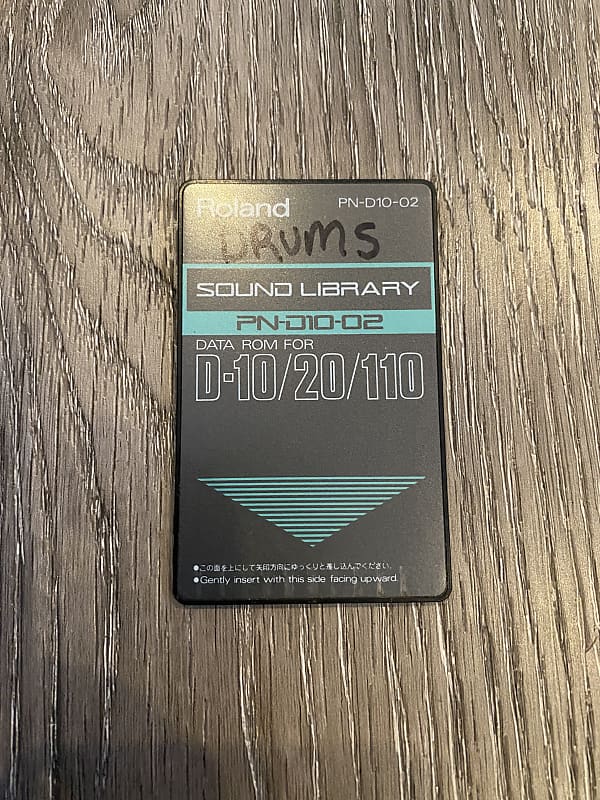 Roland PN-D10-02
DRUMS
SOUND LIBRARY
PN-D10-02
DATA ROM FOR
D-10/20/110
●この面を上にして矢印方向にゆっくりと差し込んでください。
●Gently insert with this side facing upward.